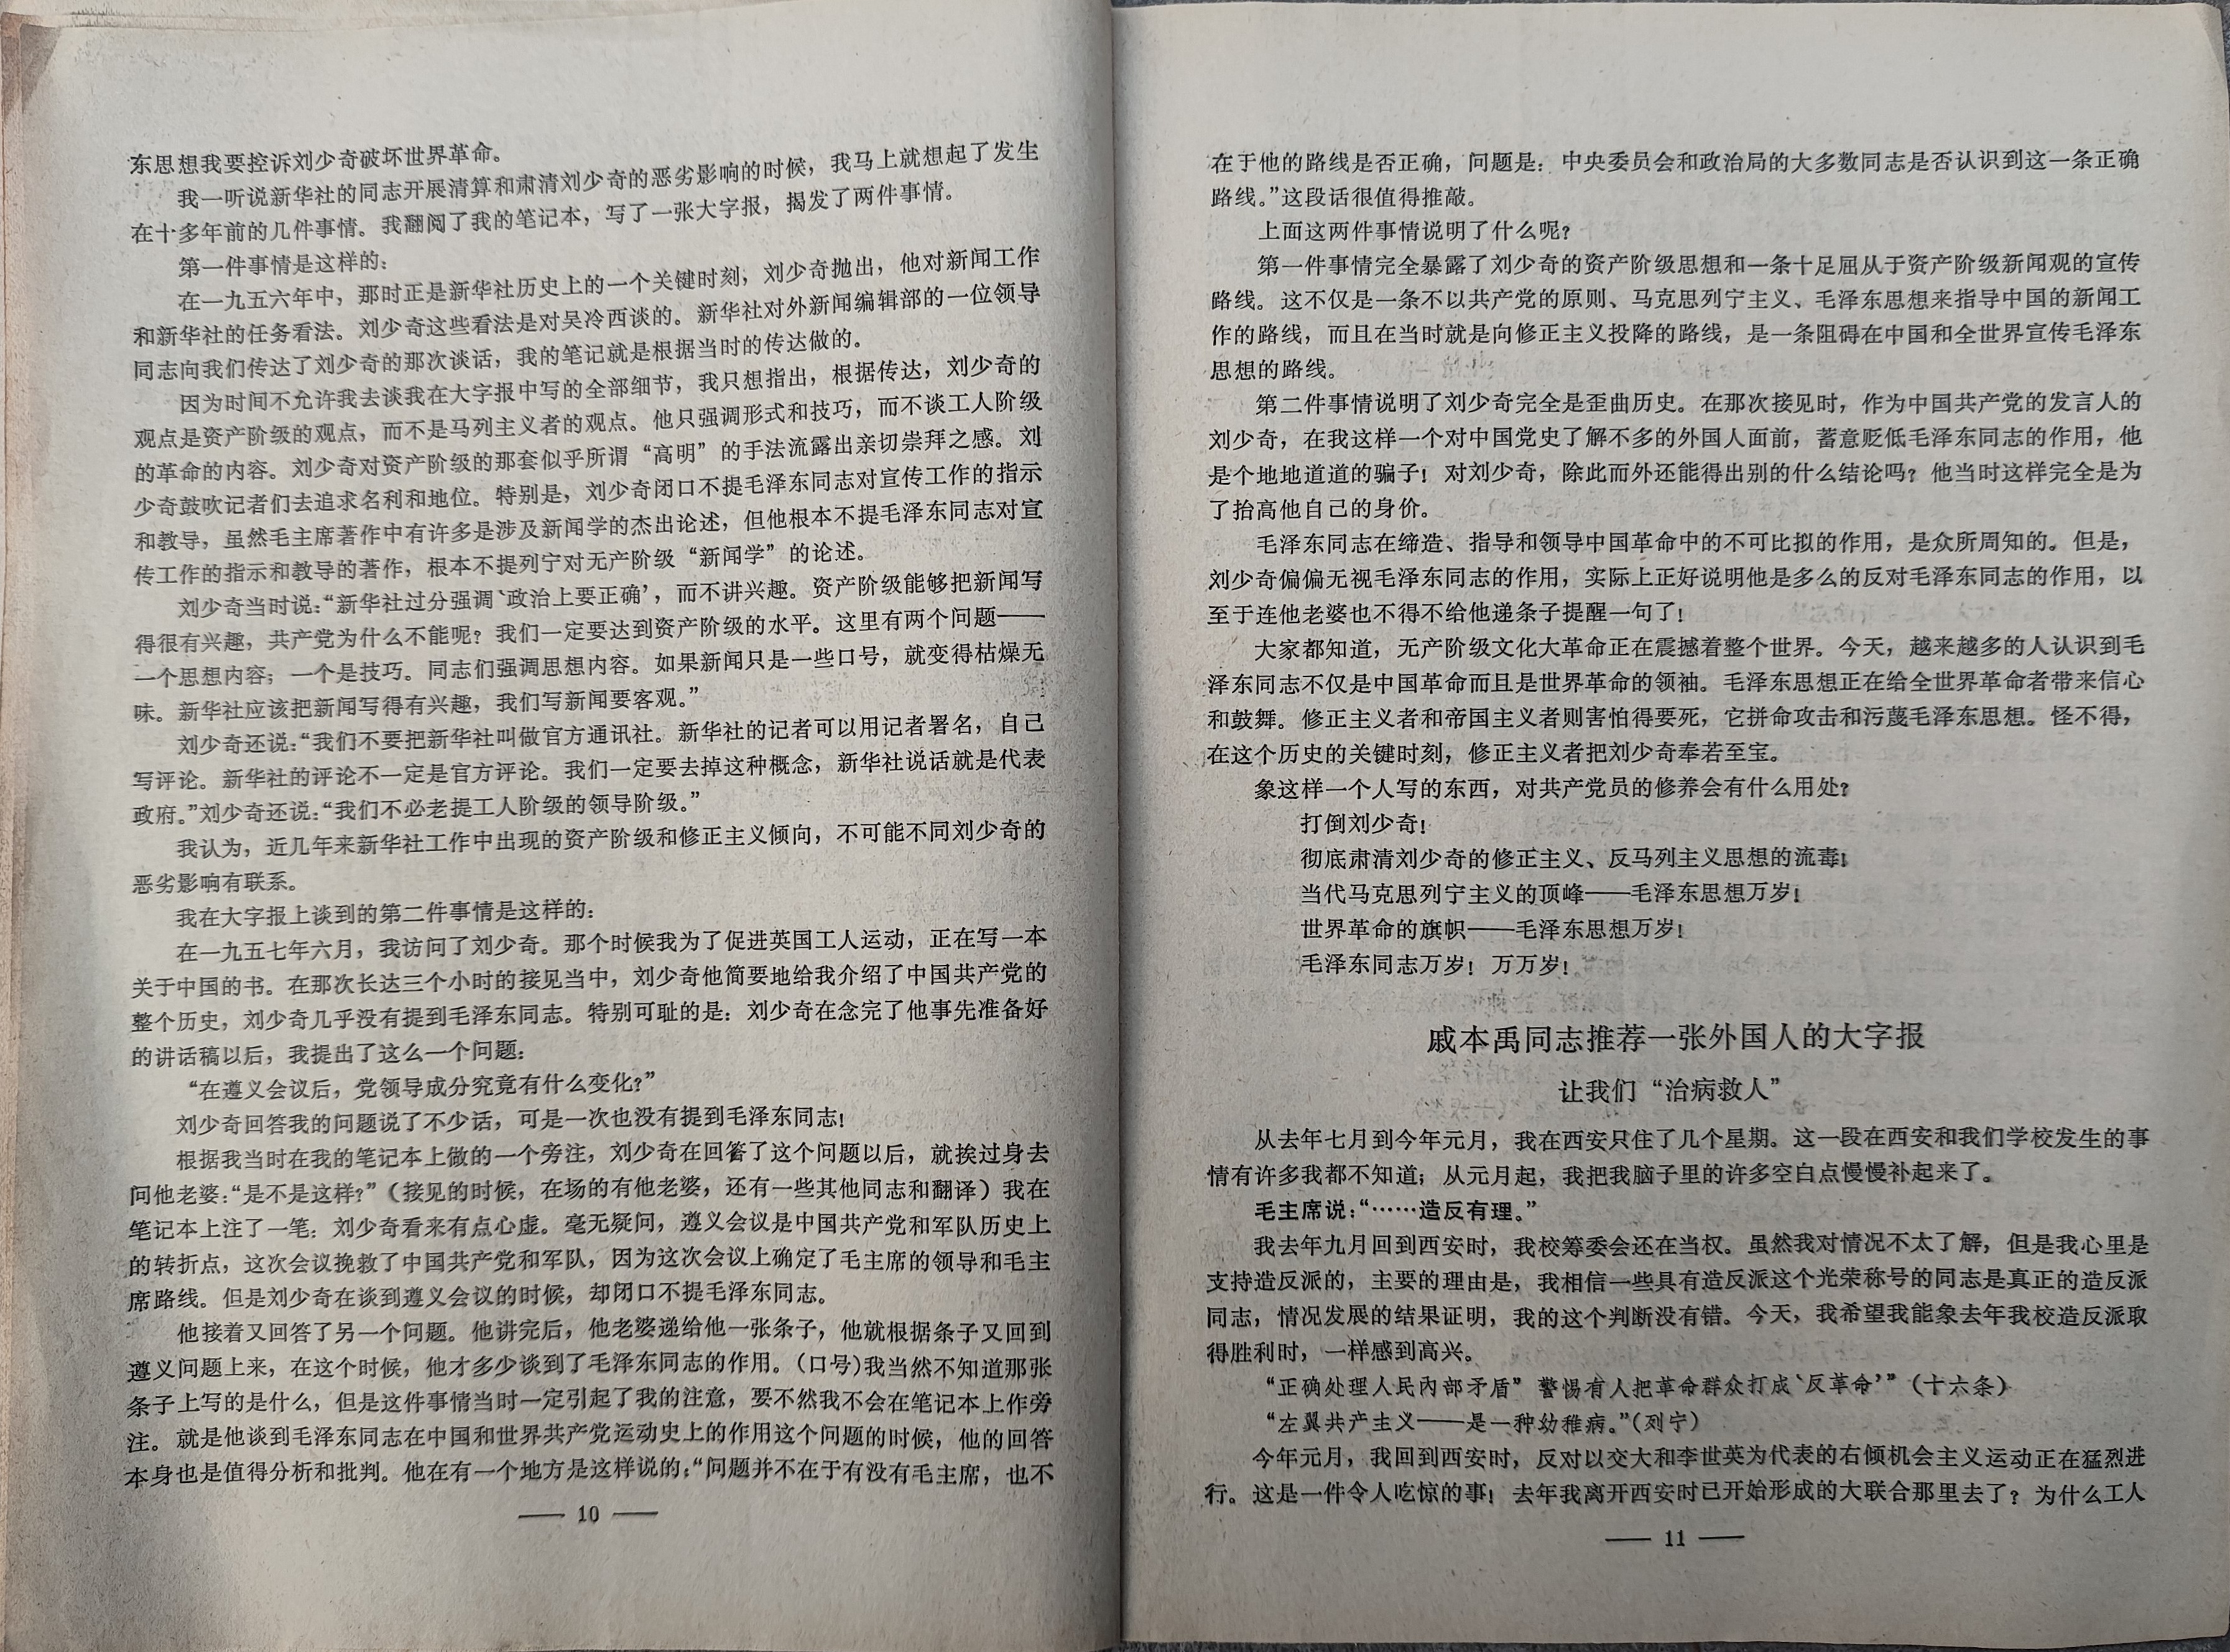 东思想我要控诉刘少奇破坏世界革命。
我一听说新华社的同志开展清算和肃清刘少奇的恶劣影响的时候，我马上就想起了发生
在十多年前的几件事情。我翻阅了我的笔记本，写了一张大字报，揭发了两件事情。
第一件事情是这样的：
在一九五六年中，那时正是新华社历史上的一个关键时刻，刘少奇抛出，他对新闻工作
和新华社的任务看法。刘少奇这些看法是对吴冷西谈的。新华社对外新闻编辑部的一位领导
同志向我们传达了刘少奇的那次谈话，我的笔记就是根据当时的传达做的。
因为时间不允许我去谈我在大字报中写的全部细节，我只想指出，根据传达，刘少奇的
观点是资产阶级的观点，而不是马列主义者的观点。他只强调形式和技巧，而不谈工人阶级
的革命的内容。刘少奇对资产阶级的那套似乎所谓“高明”的手法流露出亲切崇拜之感。刘
少奇鼓吹记者们去追求名利和地位。特别是，刘少奇闭口不提毛泽东同志对宣传工作的指示
和教导，虽然毛主席著作中有许多是涉及新闻学的杰出论述，但他根本不提毛泽东同志对宣
传工作的指示和教导的著作，根本不提列宁对无产阶级“新闻学”的论述。
刘少奇当时说：“新华社过分强调‘政治上要正确’，而不讲兴趣。资产阶级能够把新闻写
得很有兴趣，共产党为什么不能呢？我们一定要达到资产阶级的水平。这里有两个问题——
一个思想内容；一个是技巧。同志们强调思想内容。如果新闻只是一些口号，就变得枯燥无
味。新华社应该把新闻写得有兴趣，我们写新闻要客观。”
刘少奇还说：“我们不要把新华社叫做官方通讯社。新华社的记者可以用记者署名，自己
写评论。新华社的评论不一定是官方评论。我们一定要去掉这种概念，新华社说话就是代表
政府。”刘少奇还说：“我们不必老提工人阶级的领导阶级。”
我认为，近几年来新华社工作中出现的资产阶级和修正主义倾向，不可能不同刘少奇的
恶劣影响有联系。
我在大字报上谈到的第二件事情是这样的：
在一九五七年六月，我访问了刘少奇。那个时候我为了促进英国工人运动，正在写一本
关于中国的书。在那次长达三个小时的接见当中，刘少奇他简要地给我介绍了中国共产党的
整个历史，刘少奇几乎没有提到毛泽东同志。特别可耻的是：刘少奇在念完了他事先准备好
的讲话稿以后，我提出了这么一个问题：
“在遵义会议后，党领导成分究竟有什么变化？”
刘少奇回答我的问题说了不少话，可是一次也没有提到毛泽东同志！
根据我当时在我的笔记本上做的一个旁注，刘少奇在回答了这个问题以后，就挨过身去
问他老婆：“是不是这样？”（接见的时候，在场的有他老婆，还有一些其他同志和翻译）我在
笔记本上注了一笔：刘少奇看来有点心虚。毫无疑问，遵义会议是中国共产党和军队历史上
的转折点，这次会议挽救了中国共产党和军队，因为这次会议上确定了毛主席的领导和毛主
席路线。但是刘少奇在谈到遵义会议的时候，却闭口不提毛泽东同志。
他接着又回答了另一个问题。他讲完后，他老婆递给他一张条子，他就根据条子又回到
遵义问题上来，在这个时候，他才多少谈到了毛泽东同志的作用。（口号）我当然不知道那张
条子上写的是什么，但是这件事情当时一定引起了我的注意，要不然我不会在笔记本上作旁
注。就是他谈到毛泽东同志在中国和世界共产党运动史上的作用这个问题的时候，他的回答
本身也是值得分析和批判。他在有一个地方是这样说的：“问题并不在于有没有毛主席，也不
— 10 —
在于他的路线是否正确，问题是：中央委员会和政治局的大多数同志是否认识到这一条正确
路线。”这段话很值得推敲。
上面这两件事情说明了什么呢？
第一件事情完全暴露了刘少奇的资产阶级思想和一条十足屈从于资产阶级新闻观的宣传
路线。这不仅是一条不以共产党的原则、马克思列宁主义、毛泽东思想来指导中国的新闻工
作的路线，而且在当时就是向修正主义投降的路线，是一条阻碍在中国和全世界宣传毛泽东
思想的路线。
第二件事情说明了刘少奇完全是歪曲历史。在那次接见时，作为中国共产党的发言人的
刘少奇，在我这样一个对中国党史了解不多的外国人面前，蓄意贬低毛泽东同志的作用，他
是个地地道道的骗子！对刘少奇，除此而外还能得出别的什么结论吗？他当时这样完全是为
了抬高他自己的身价。
毛泽东同志在缔造、指导和领导中国革命中的不可比拟的作用，是众所周知的。但是，
刘少奇偏偏无视毛泽东同志的作用，实际上正好说明他是多么的反对毛泽东同志的作用，以
至于连他老婆也不得不给他递条子提醒一句了！
大家都知道，无产阶级文化大革命正在震撼着整个世界。今天，越来越多的人认识到毛
泽东同志不仅是中国革命而且是世界革命的领袖。毛泽东思想正在给全世界革命者带来信心
和鼓舞。修正主义者和帝国主义者则害怕得要死，它拼命攻击和污蔑毛泽东思想。怪不得，
在这个历史的关键时刻，修正主义者把刘少奇奉若至宝。
象这样一个人写的东西，对共产党员的修养会有什么用处？
打倒刘少奇！
彻底肃清刘少奇的修正主义、反马列主义思想的流毒！
当代马克思列宁主义的顶峰——毛泽东思想万岁！
世界革命的旗帜——毛泽东思想万岁！
毛泽东同志万岁！万万岁！
戚本禹同志推荐一张外国人的大字报
让我们“治病救人”
从去年七月到今年元月，我在西安只住了几个星期。这一段在西安和我们学校发生的事
情有许多我都不知道；从元月起，我把我脑子里的许多空白点慢慢补起来了。
毛主席说：“……造反有理。”
我去年九月回到西安时，我校筹委会还在当权。虽然我对情况不太了解，但是我心里是
支持造反派的，主要的理由是，我相信一些具有造反派这个光荣称号的同志是真正的造反派
同志，情况发展的结果证明，我的这个判断没有错。今天，我希望我能象去年我校造反派取
得胜利时，一样感到高兴。
“正确处理人民内部矛盾”警惕有人把革命群众打成‘反革命’”（十六条）
“左翼共产主义——是一种幼稚病。”（列宁）
今年元月，我回到西安时，反对以交大和李世英为代表的右倾机会主义运动正在猛烈进
行。这是一件令人吃惊的事！去年我离开西安时已开始形成的大联合那里去了？为什么工人
— 11 —